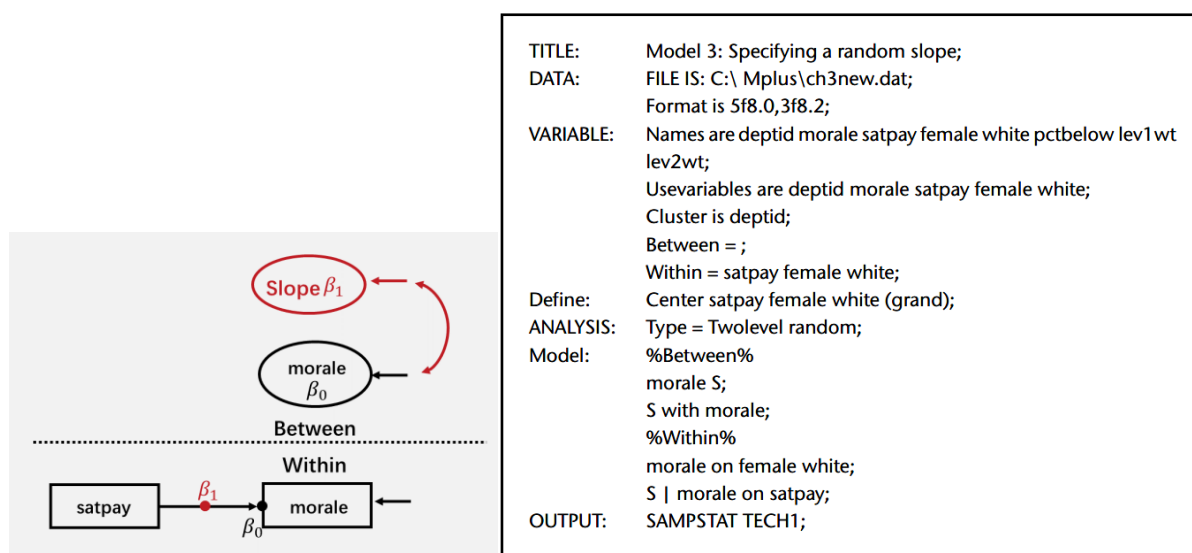 Slope β₁
morale
β₀
Between
Within
satpay
β₁
β₀
morale
TITLE: Model 3: Specifying a random slope;
DATA: FILE IS: C:\ Mplus\ch3new.dat;
Format is 5f8.0,3f8.2;
VARIABLE: Names are deptid morale satpay female white pctbelow lev1wt
lev2wt;
Usevariables are deptid morale satpay female white;
Cluster is deptid;
Between = ;
Within = satpay female white;
Define: Center satpay female white (grand);
ANALYSIS: Type = Twolevel random;
Model: %Between%
morale S;
S with morale;
%Within%
morale on female white;
S | morale on satpay;
OUTPUT: SAMPSTAT TECH1;